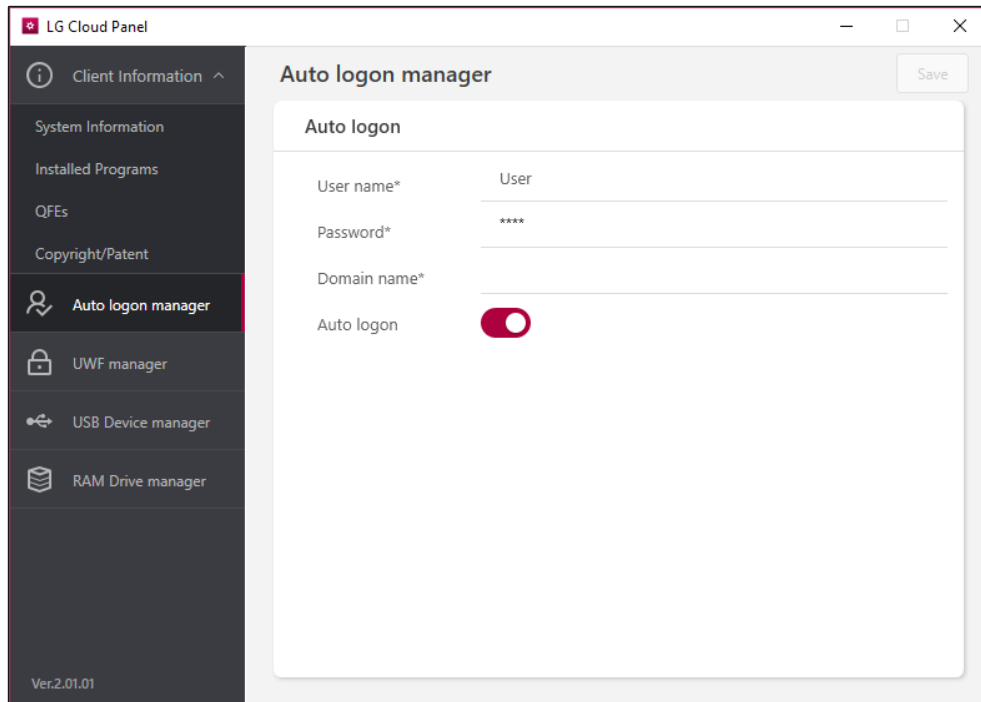 LG Cloud Panel
Client Information
System Information
Installed Programs
QFEs
Copyright/Patent
Auto logon manager
UWF manager
USB Device manager
RAM Drive manager
Ver.2.01.01
Auto logon manager
Save
Auto logon
User name* User
Password* ****
Domain name*
Auto logon